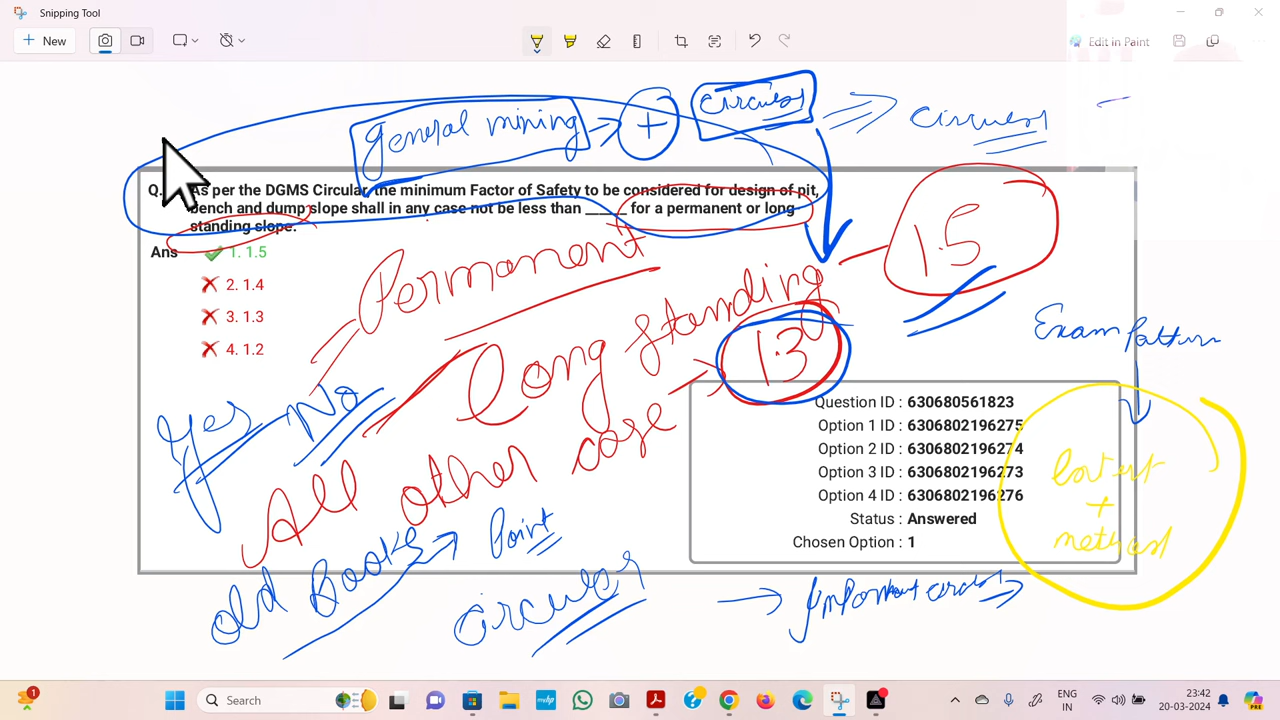 Snipping Tool
New
Edit in Paint
general mining → + circulars ⇒ circulars
Q. As per the DGMS Circular, the minimum Factor of Safety to be considered for design of pit,
bench and dump slope shall in any case not be less than ______ for a permanent or long
standing slope.
Ans 1. 1.5
2. 1.4
3. 1.3
4. 1.2
Permanent
Long standing
1.5
Exam Pattern
1.3
Yes No
All other case
Question ID : 630680561823
Option 1 ID : 6306802196275
Option 2 ID : 6306802196274
Option 3 ID : 6306802196273
Option 4 ID : 6306802196276
Status : Answered
Chosen Option : 1
+
old Books → Point
circular
→ Important
Search
ENG
IN
23:42
20-03-2024